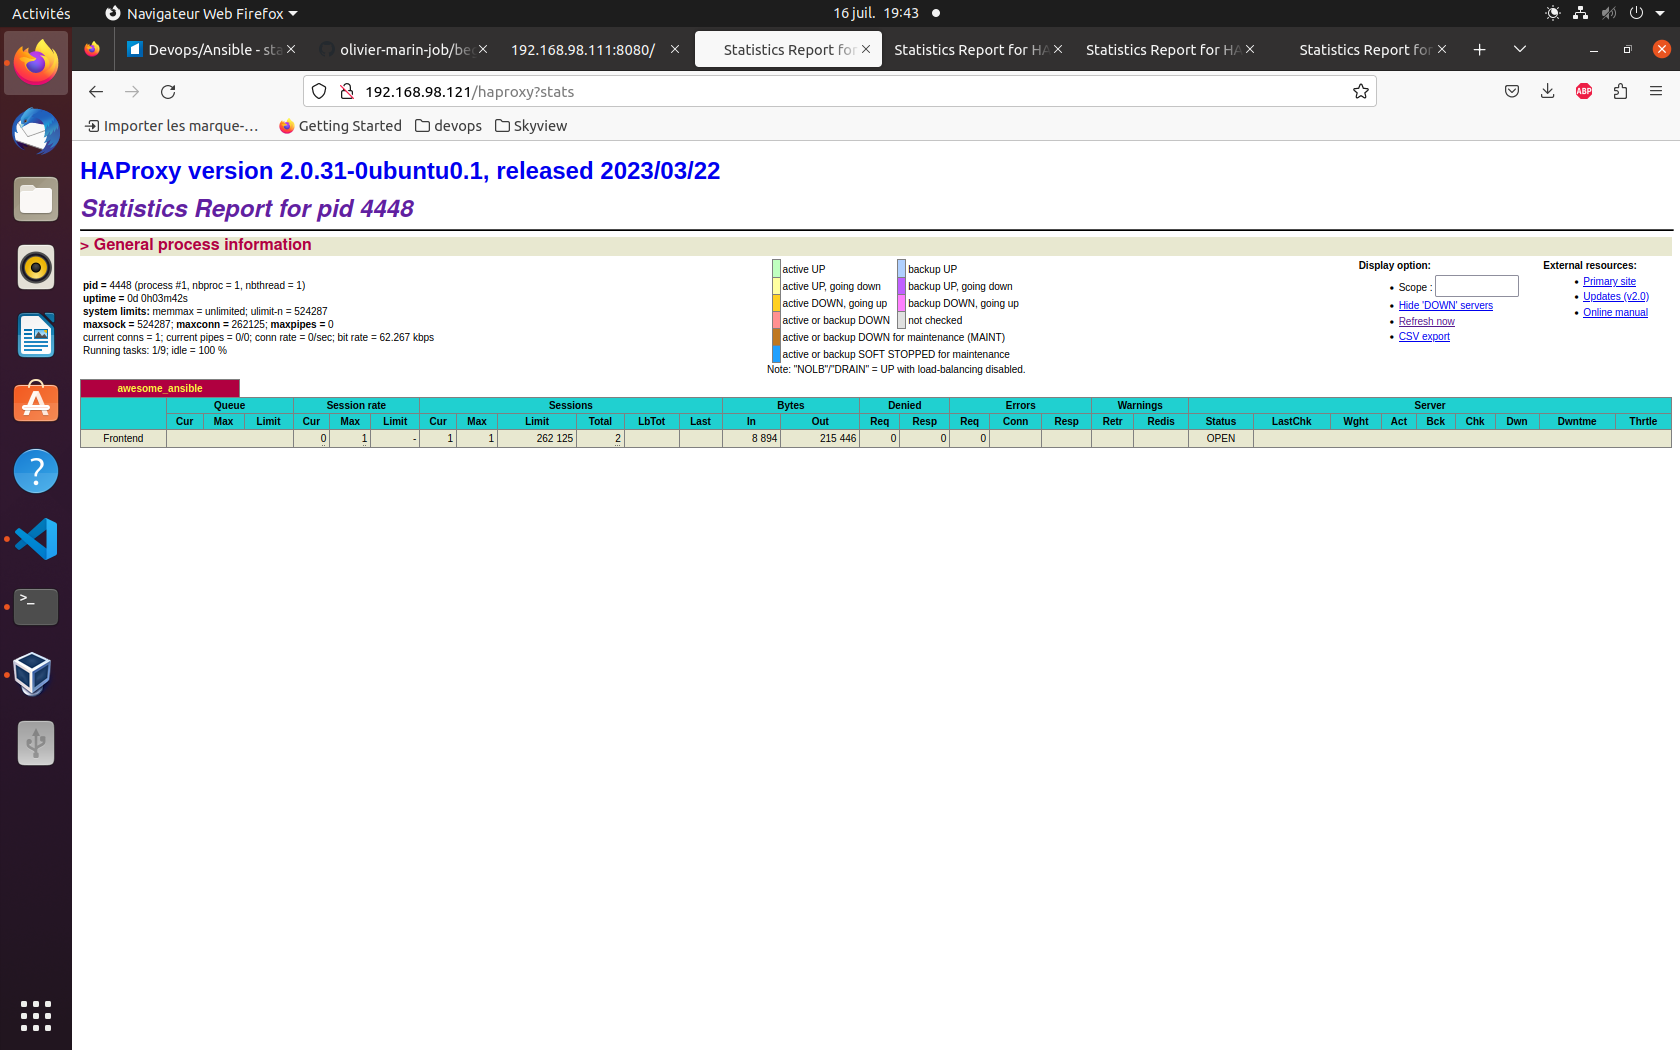 Activités
Navigateur Web Firefox
16 juil. 19:43
Devops/Ansible - sta
olivier-marin-job/be
192.168.98.111:8080/
Statistics Report for
Statistics Report for HA
Statistics Report for HA
Statistics Report for
192.168.98.121/haproxy?stats
ABP
Importer les marque-…
Getting Started
devops
Skyview
HAProxy version 2.0.31-0ubuntu0.1, released 2023/03/22
Statistics Report for pid 4448
> General process information
pid = 4448 (process #1, nbproc = 1, nbthread = 1)
uptime = 0d 0h03m42s
system limits: memmax = unlimited; ulimit-n = 524287
maxsock = 524287; maxconn = 262125; maxpipes = 0
current conns = 1; current pipes = 0/0; conn rate = 0/sec; bit rate = 62.267 kbps
Running tasks: 1/9; idle = 100 %
active UP backup UP
active UP, going down backup UP, going down
active DOWN, going up backup DOWN, going up
active or backup DOWN not checked
active or backup DOWN for maintenance (MAINT)
active or backup SOFT STOPPED for maintenance
Note: "NOLB"/"DRAIN" = UP with load-balancing disabled.
Display option:
Scope :
Hide 'DOWN' servers
Refresh now
CSV export
External resources:
Primary site
Updates (v2.0)
Online manual
awesome_ansible
Queue Session rate Sessions Bytes Denied Errors Warnings Server
Cur Max Limit Cur Max Limit Cur Max Limit Total LbTot Last In Out Req Resp Req Conn Resp Retr Redis Status LastChk Wght Act Bck Chk Dwn Dwntme Thrtle
Frontend 0 1 - 1 1 262 125 2 8 894 215 446 0 0 0 OPEN